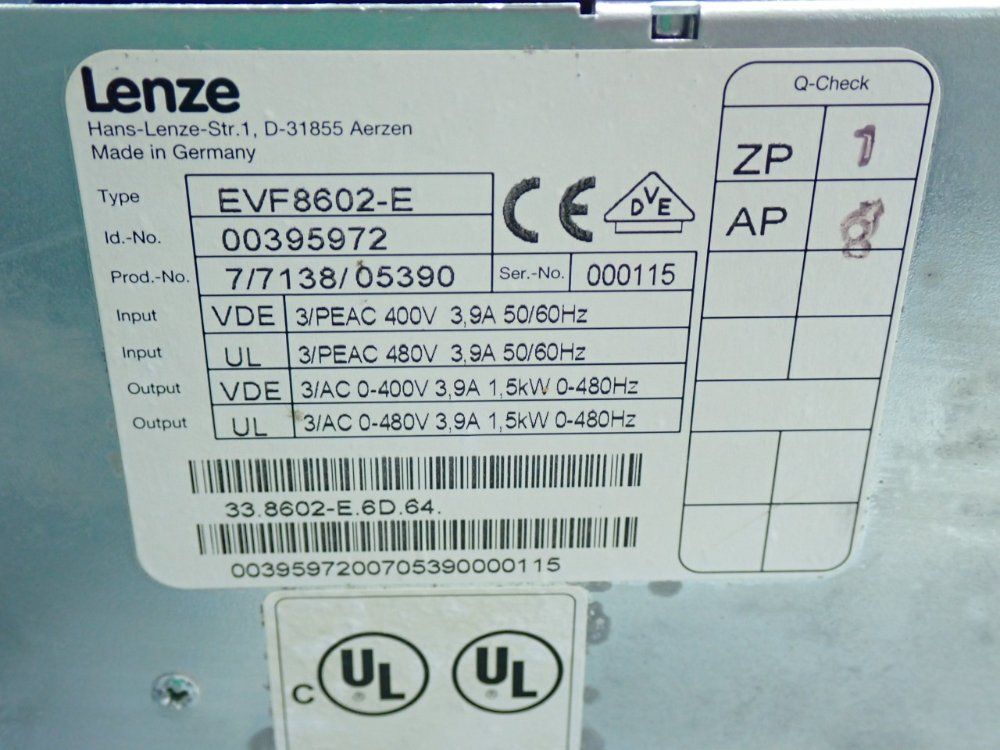 Lenze
Hans-Lenze-Str.1, D-31855 Aerzen
Made in Germany
Type EVF8602-E
Id.-No. 00395972
Prod.-No. 7/7138/05390 Ser.-No. 000115
Input VDE 3/PEAC 400V 3,9A 50/60Hz
Input UL 3/PEAC 480V 3,9A 50/60Hz
Output VDE 3/AC 0-400V 3,9A 1,5kW 0-480Hz
Output UL 3/AC 0-480V 3,9A 1,5kW 0-480Hz
33.8602-E.6D.64.
0039597200705390000115
CE
DVE
Q-Check
ZP 1
AP
C UL ® UL ®